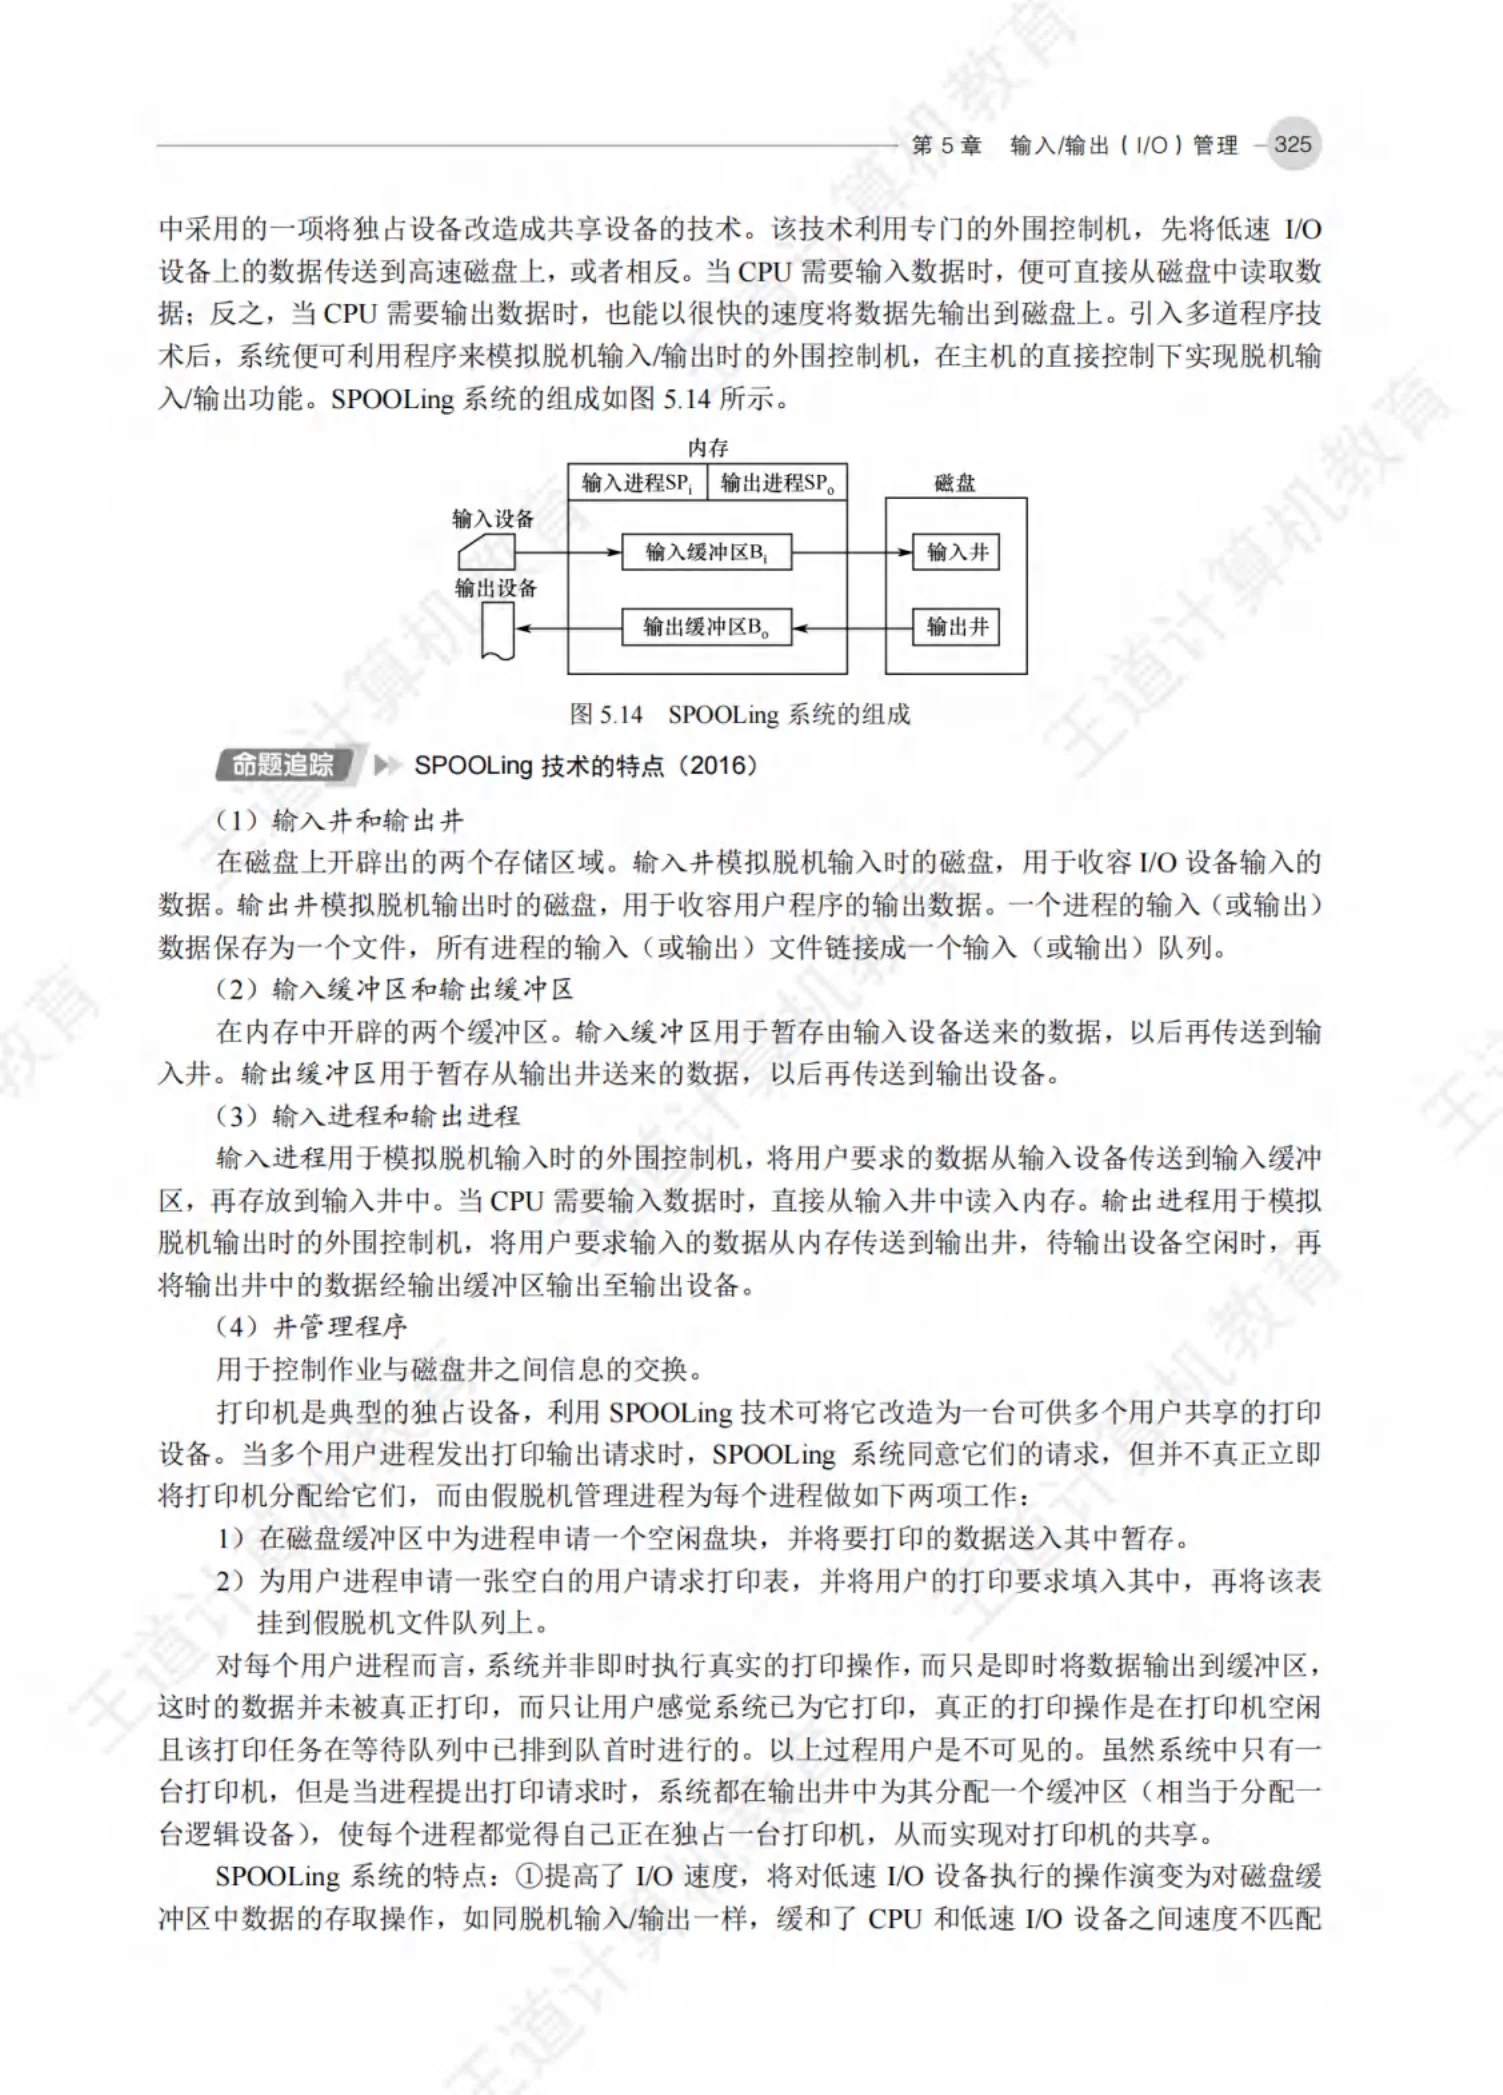 第 5 章 输入/输出（I/O）管理 325
中采用的一项将独占设备改造成共享设备的技术。该技术利用专门的外围控制机，先将低速 I/O
设备上的数据传送到高速磁盘上，或者相反。当 CPU 需要输入数据时，便可直接从磁盘中读取数
据；反之，当 CPU 需要输出数据时，也能以很快的速度将数据先输出到磁盘上。引入多道程序技
术后，系统便可利用程序来模拟脱机输入/输出时的外围控制机，在主机的直接控制下实现脱机输
入/输出功能。SPOOLing 系统的组成如图 5.14 所示。
内存
输入进程SPi 输出进程SPo
磁盘
输入设备
输入缓冲区Bi
输入井
输出设备
输出缓冲区Bo
输出井
图 5.14 SPOOLing 系统的组成
命题追踪 SPOOLing 技术的特点（2016）
（1）输入井和输出井
在磁盘上开辟出的两个存储区域。输入井模拟脱机输入时的磁盘，用于收容 I/O 设备输入的
数据。输出井模拟脱机输出时的磁盘，用于收容用户程序的输出数据。一个进程的输入（或输出）
数据保存为一个文件，所有进程的输入（或输出）文件链接成一个输入（或输出）队列。
（2）输入缓冲区和输出缓冲区
在内存中开辟的两个缓冲区。输入缓冲区用于暂存由输入设备送来的数据，以后再传送到输
入井。输出缓冲区用于暂存从输出井送来的数据，以后再传送到输出设备。
（3）输入进程和输出进程
输入进程用于模拟脱机输入时的外围控制机，将用户要求的数据从输入设备传送到输入缓冲
区，再存放到输入井中。当 CPU 需要输入数据时，直接从输入井中读入内存。输出进程用于模拟
脱机输出时的外围控制机，将用户要求输入的数据从内存传送到输出井，待输出设备空闲时，再
将输出井中的数据经输出缓冲区输出至输出设备。
（4）井管理程序
用于控制作业与磁盘井之间信息的交换。
打印机是典型的独占设备，利用 SPOOLing 技术可将它改造为一台可供多个用户共享的打印
设备。当多个用户进程发出打印输出请求时，SPOOLing 系统同意它们的请求，但并不真正立即
将打印机分配给它们，而由假脱机管理进程为每个进程做如下两项工作：
1）在磁盘缓冲区中为进程申请一个空闲盘块，并将要打印的数据送入其中暂存。
2）为用户进程申请一张空白的用户请求打印表，并将用户的打印要求填入其中，再将该表
挂到假脱机文件队列上。
对每个用户进程而言，系统并非即时执行真实的打印操作，而只是即时将数据输出到缓冲区，
这时的数据并未被真正打印，而只让用户感觉系统已为它打印，真正的打印操作是在打印机空闲
且该打印任务在等待队列中已排到队首时进行的。以上过程用户是不可见的。虽然系统中只有一
台打印机，但是当进程提出打印请求时，系统都在输出井中为其分配一个缓冲区（相当于分配一
台逻辑设备），使每个进程都觉得自己正在独占一台打印机，从而实现对打印机的共享。
SPOOLing 系统的特点：①提高了 I/O 速度，将对低速 I/O 设备执行的操作演变为对磁盘缓
冲区中数据的存取操作，如同脱机输入/输出一样，缓和了 CPU 和低速 I/O 设备之间速度不匹配
王道计算机教育